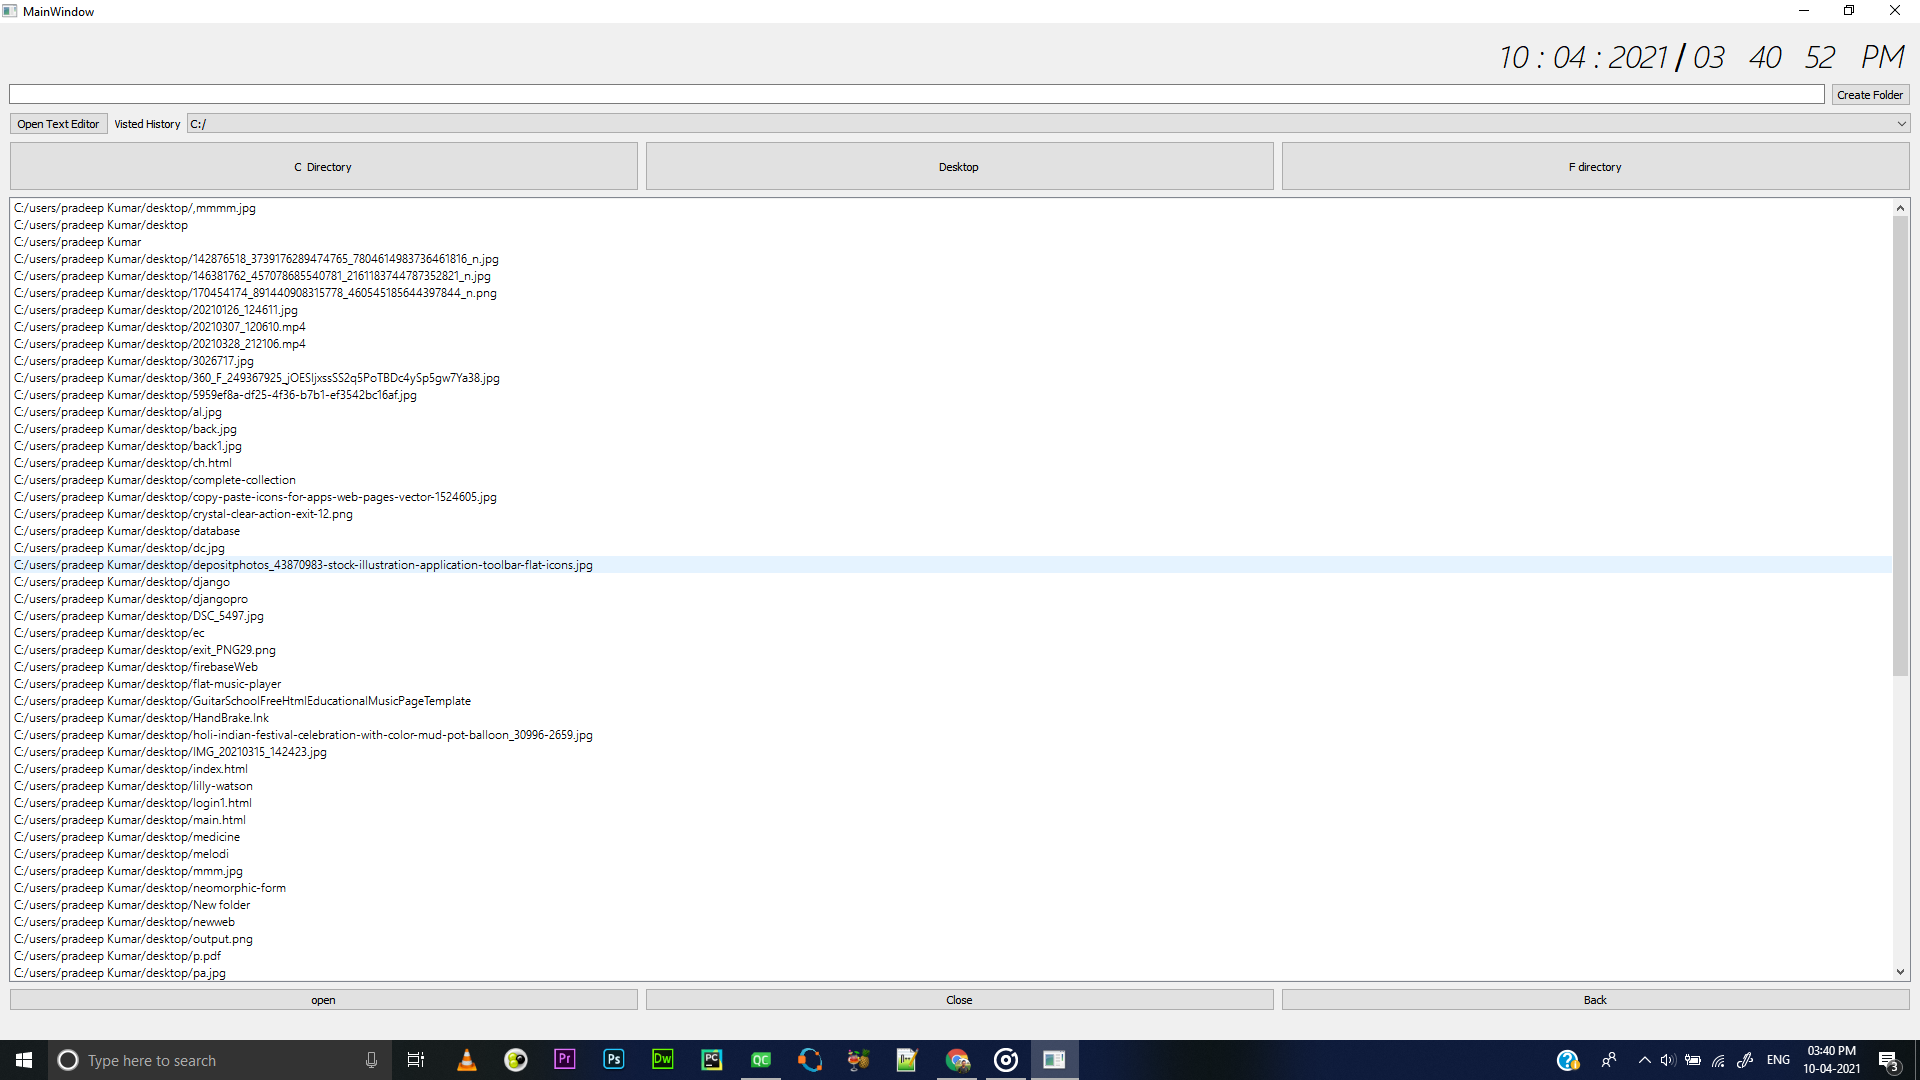 MainWindow
10 : 04 : 2021 / 03 40 52 PM
Create Folder
Open Text Editor Visted History C:/
C Directory Desktop F directory
C:/users/pradeep Kumar/desktop/,mmmm.jpg
C:/users/pradeep Kumar/desktop
C:/users/pradeep Kumar
C:/users/pradeep Kumar/desktop/142876518_3739176289474765_7804614983736461816_n.jpg
C:/users/pradeep Kumar/desktop/146381762_457078685540781_2161183744787352821_n.jpg
C:/users/pradeep Kumar/desktop/170454174_891440908315778_460545185644397844_n.png
C:/users/pradeep Kumar/desktop/20210126_124611.jpg
C:/users/pradeep Kumar/desktop/20210307_120610.mp4
C:/users/pradeep Kumar/desktop/20210328_212106.mp4
C:/users/pradeep Kumar/desktop/3026717.jpg
C:/users/pradeep Kumar/desktop/360_F_249367925_jOESIjxssSS2q5PoTBDc4ySp5gw7Ya38.jpg
C:/users/pradeep Kumar/desktop/5959ef8a-df25-4f36-b7b1-ef3542bc16af.jpg
C:/users/pradeep Kumar/desktop/al.jpg
C:/users/pradeep Kumar/desktop/back.jpg
C:/users/pradeep Kumar/desktop/back1.jpg
C:/users/pradeep Kumar/desktop/ch.html
C:/users/pradeep Kumar/desktop/complete-collection
C:/users/pradeep Kumar/desktop/copy-paste-icons-for-apps-web-pages-vector-1524605.jpg
C:/users/pradeep Kumar/desktop/crystal-clear-action-exit-12.png
C:/users/pradeep Kumar/desktop/database
C:/users/pradeep Kumar/desktop/dc.jpg
C:/users/pradeep Kumar/desktop/depositphotos_43870983-stock-illustration-application-toolbar-flat-icons.jpg
C:/users/pradeep Kumar/desktop/django
C:/users/pradeep Kumar/desktop/djangopro
C:/users/pradeep Kumar/desktop/DSC_5497.jpg
C:/users/pradeep Kumar/desktop/ec
C:/users/pradeep Kumar/desktop/exit_PNG29.png
C:/users/pradeep Kumar/desktop/firebaseWeb
C:/users/pradeep Kumar/desktop/flat-music-player
C:/users/pradeep Kumar/desktop/GuitarSchoolFreeHtmlEducationalMusicPageTemplate
C:/users/pradeep Kumar/desktop/HandBrake.lnk
C:/users/pradeep Kumar/desktop/holi-indian-festival-celebration-with-color-mud-pot-balloon_30996-2659.jpg
C:/users/pradeep Kumar/desktop/IMG_20210315_142423.jpg
C:/users/pradeep Kumar/desktop/index.html
C:/users/pradeep Kumar/desktop/lilly-watson
C:/users/pradeep Kumar/desktop/login1.html
C:/users/pradeep Kumar/desktop/main.html
C:/users/pradeep Kumar/desktop/medicine
C:/users/pradeep Kumar/desktop/melodi
C:/users/pradeep Kumar/desktop/mmm.jpg
C:/users/pradeep Kumar/desktop/neomorphic-form
C:/users/pradeep Kumar/desktop/New folder
C:/users/pradeep Kumar/desktop/newweb
C:/users/pradeep Kumar/desktop/output.png
C:/users/pradeep Kumar/desktop/p.pdf
C:/users/pradeep Kumar/desktop/pa.jpg
open Close Back
Type here to search Pr Ps Dw PC QC ENG 03:40 PM
10-04-2021 3